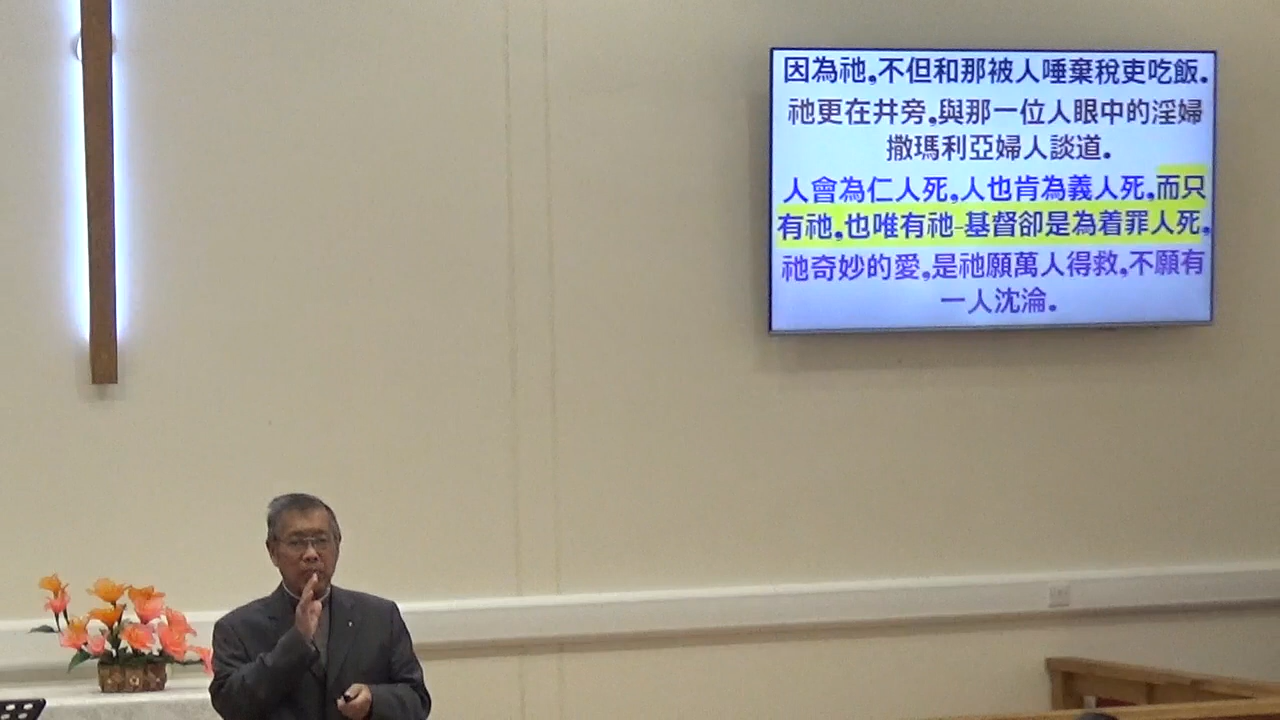 因為祂,不但和那被人唾棄稅吏吃飯.
祂更在井旁,與那一位人眼中的淫婦
撒瑪利亞婦人談道.
人會為仁人死,人也肯為義人死,而只
有祂,也唯有祂-基督卻是為着罪人死,
祂奇妙的愛,是祂願萬人得救,不願有
一人沈淪.